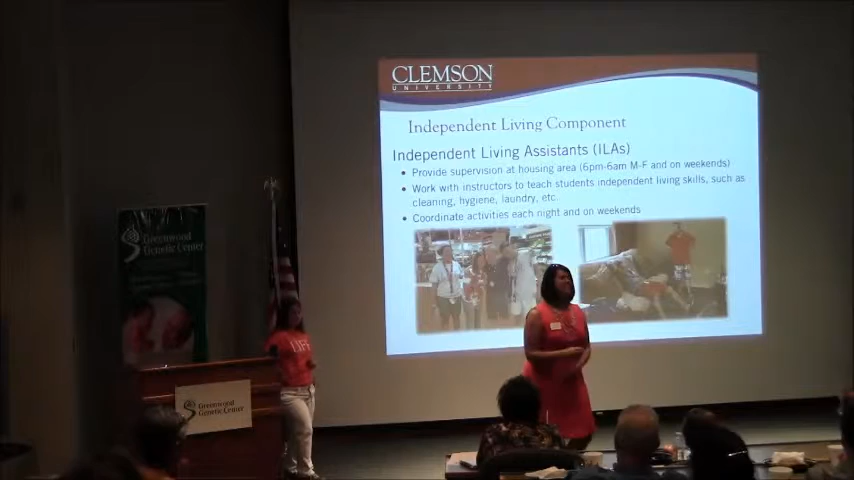 CLEMSON
UNIVERSITY
Independent Living Component
Independent Living Assistants (ILAs)
• Provide supervision at housing area (6pm-6am M-F and on weekends)
• Work with instructors to teach students independent living skills, such as
cleaning, hygiene, laundry, etc.
• Coordinate activities each night and on weekends
Greenwood
Genetic Center
LIFE
Greenwood
Genetic Center